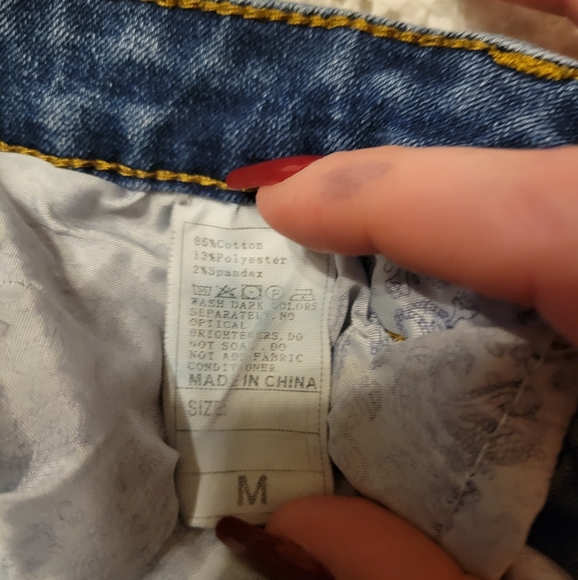 85%Cotton
13%Polyester
2%Spandez
WASH DARK COLORS
SEPARATELY.NO
OPTICAL
BRIGHTENERS.DO
NOT SOAK.DO
NOT ADD FABRIC
CONDITIONER.
MADE IN CHINA
SIZE:
M